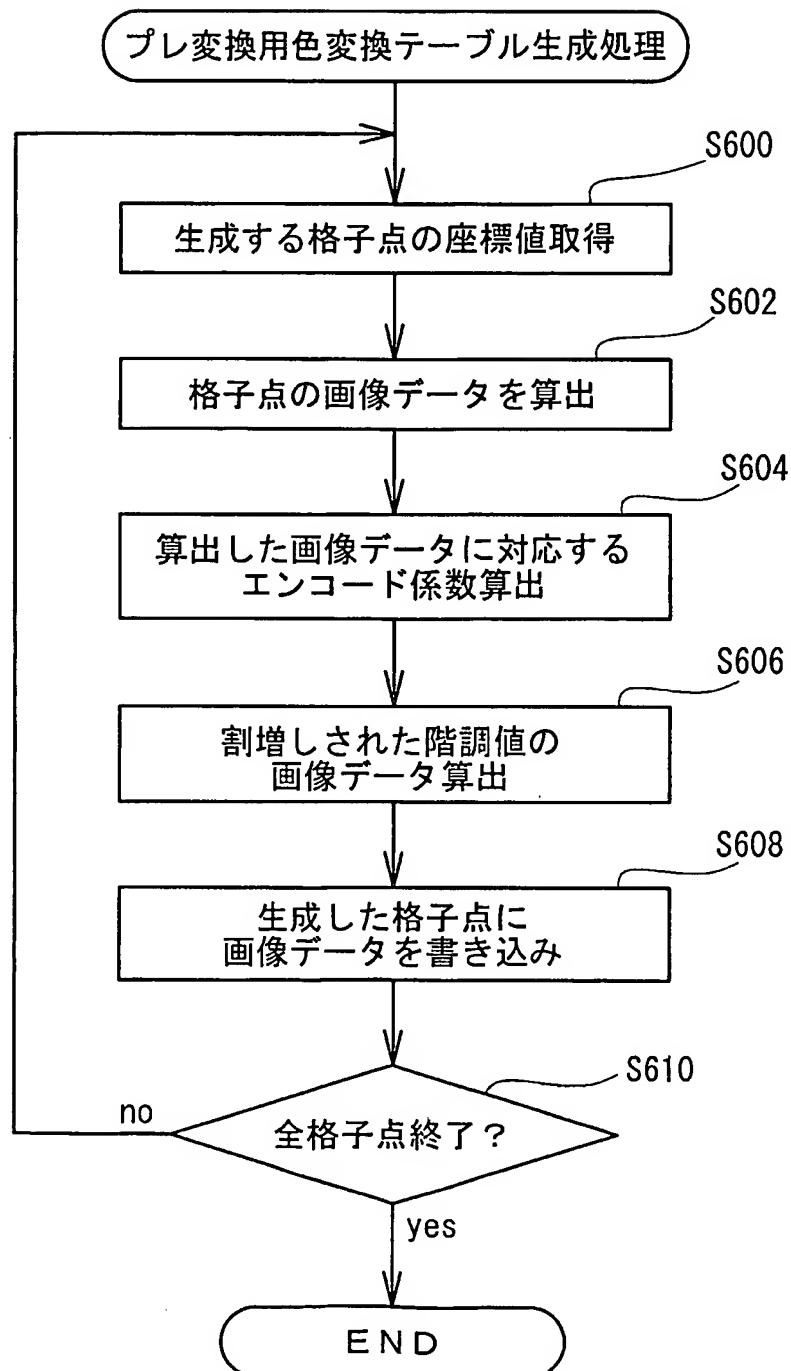 プレ変換用色変換テーブル生成処理
S600
生成する格子点の座標値取得
S602
格子点の画像データを算出
S604
算出した画像データに対応する
エンコード係数算出
S606
割増しされた階調値の
画像データ算出
S608
生成した格子点に
画像データを書き込み
S610
no
全格子点終了？
yes
END